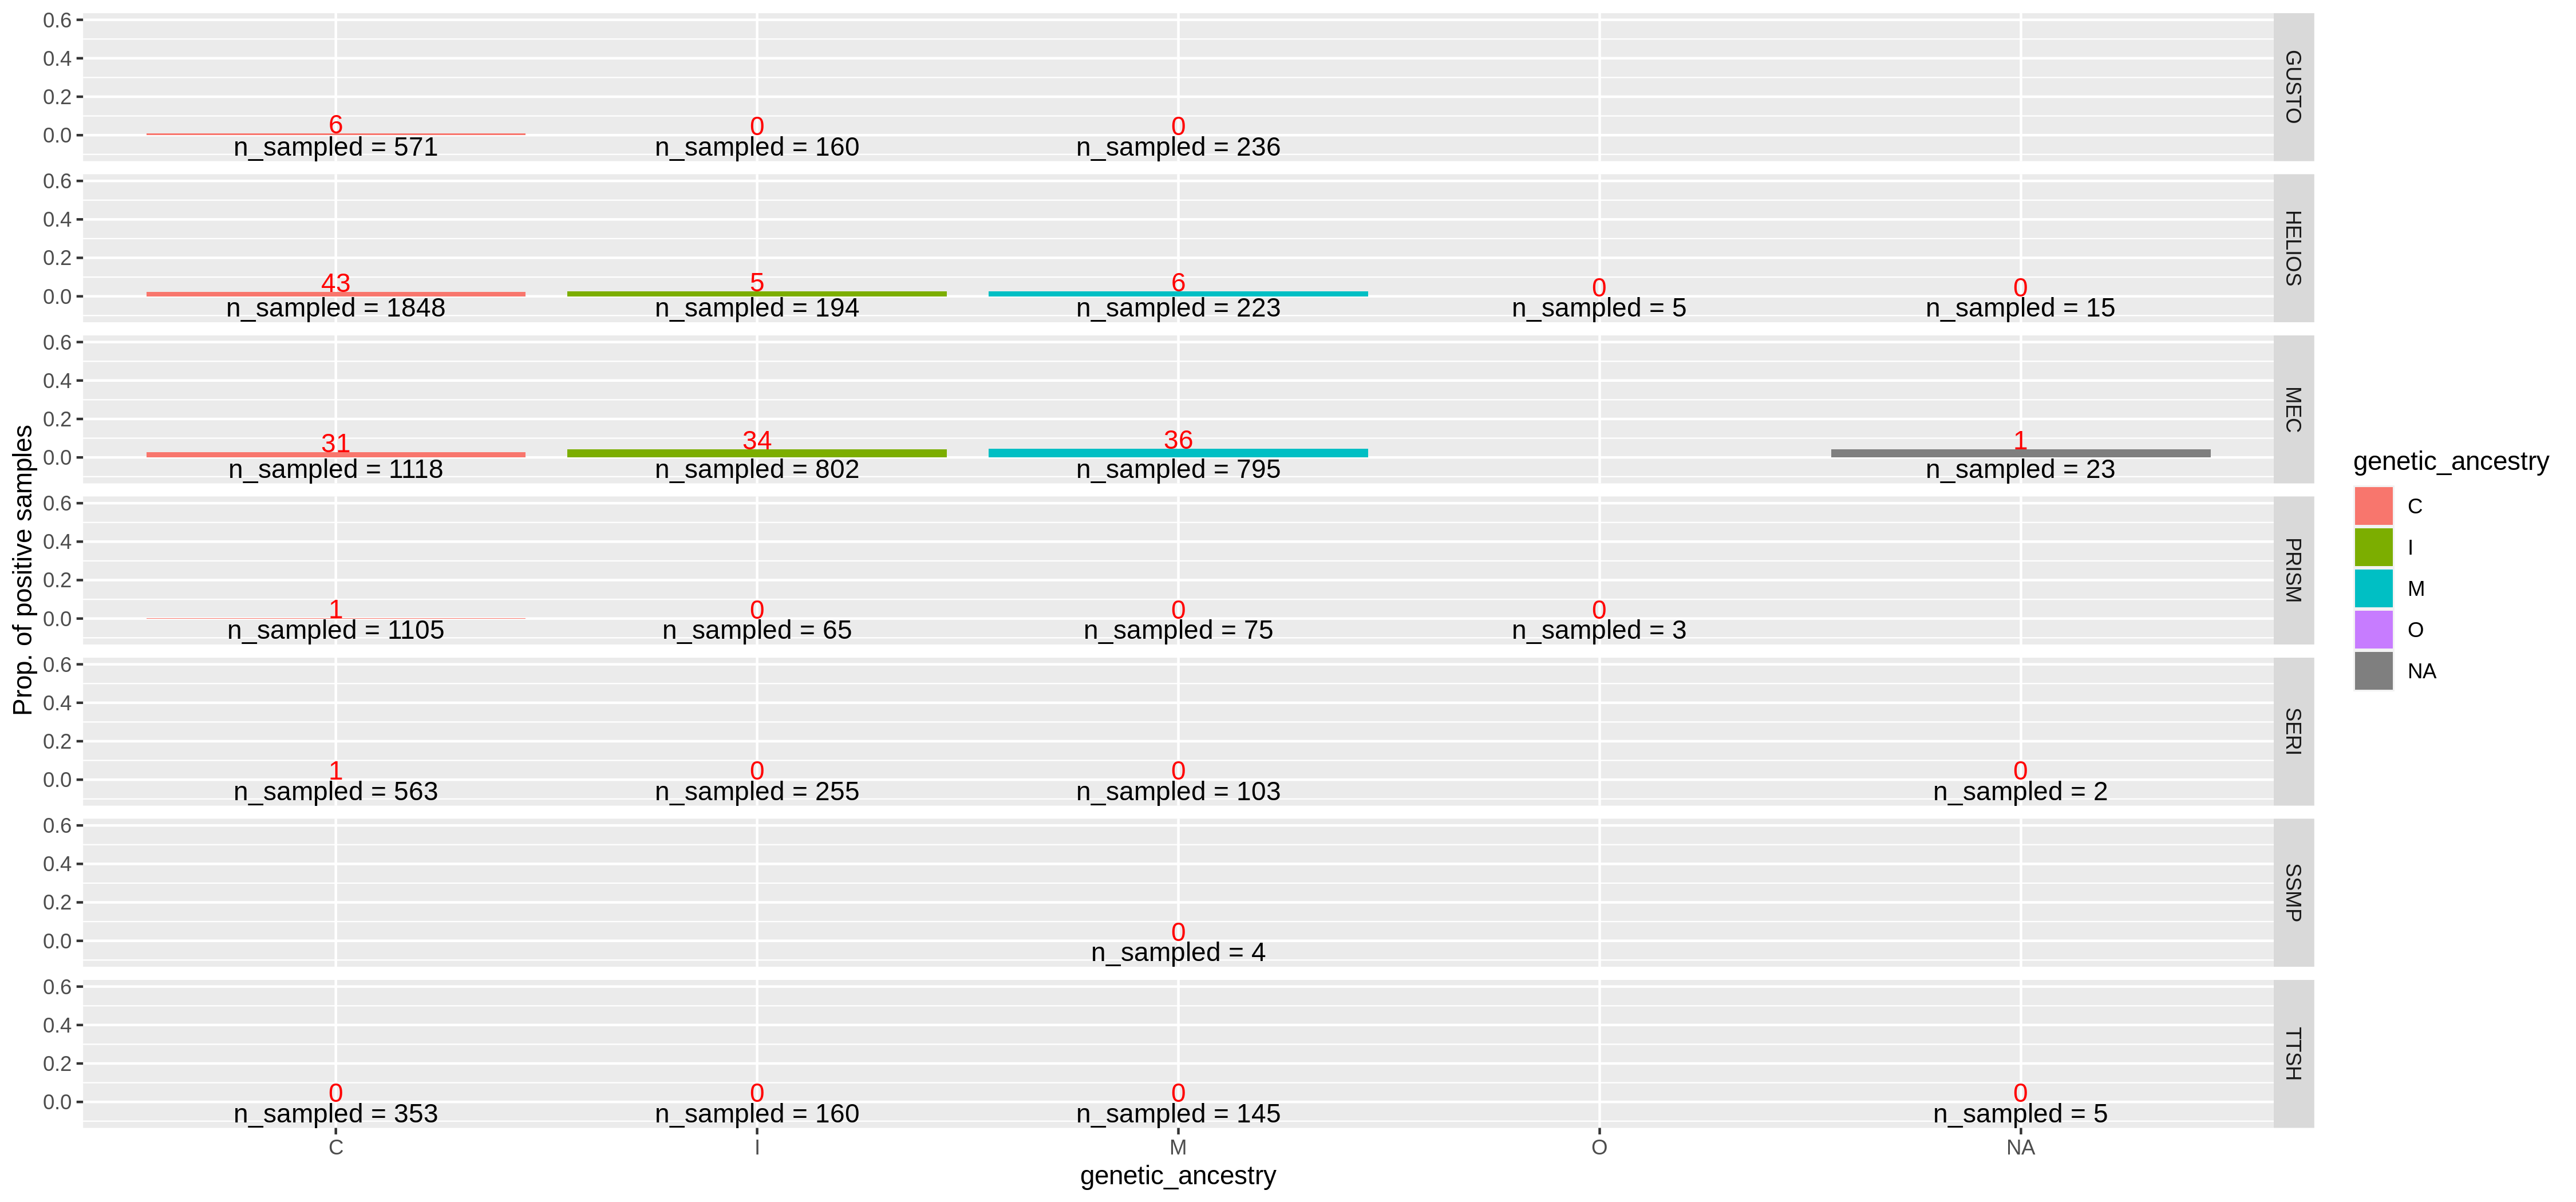 Prop. of positive samples
0.6
0.4
0.2
0.0
6
0
0
n_sampled = 571
n_sampled = 160
n_sampled = 236
GUSTO
0.6
0.4
0.2
0.0
43
5
6
0
0
n_sampled = 1848
n_sampled = 194
n_sampled = 223
n_sampled = 5
n_sampled = 15
HELIOS
0.6
0.4
0.2
0.0
31
34
36
1
n_sampled = 1118
n_sampled = 802
n_sampled = 795
n_sampled = 23
MEC
0.6
0.4
0.2
0.0
1
0
0
0
n_sampled = 1105
n_sampled = 65
n_sampled = 75
n_sampled = 3
PRISM
0.6
0.4
0.2
0.0
1
0
0
0
n_sampled = 563
n_sampled = 255
n_sampled = 103
n_sampled = 2
SERI
0.6
0.4
0.2
0.0
0
n_sampled = 4
SSMP
0.6
0.4
0.2
0.0
0
0
0
0
n_sampled = 353
n_sampled = 160
n_sampled = 145
n_sampled = 5
TTSH
C
I
M
O
NA
genetic_ancestry
genetic_ancestry
C
I
M
O
NA